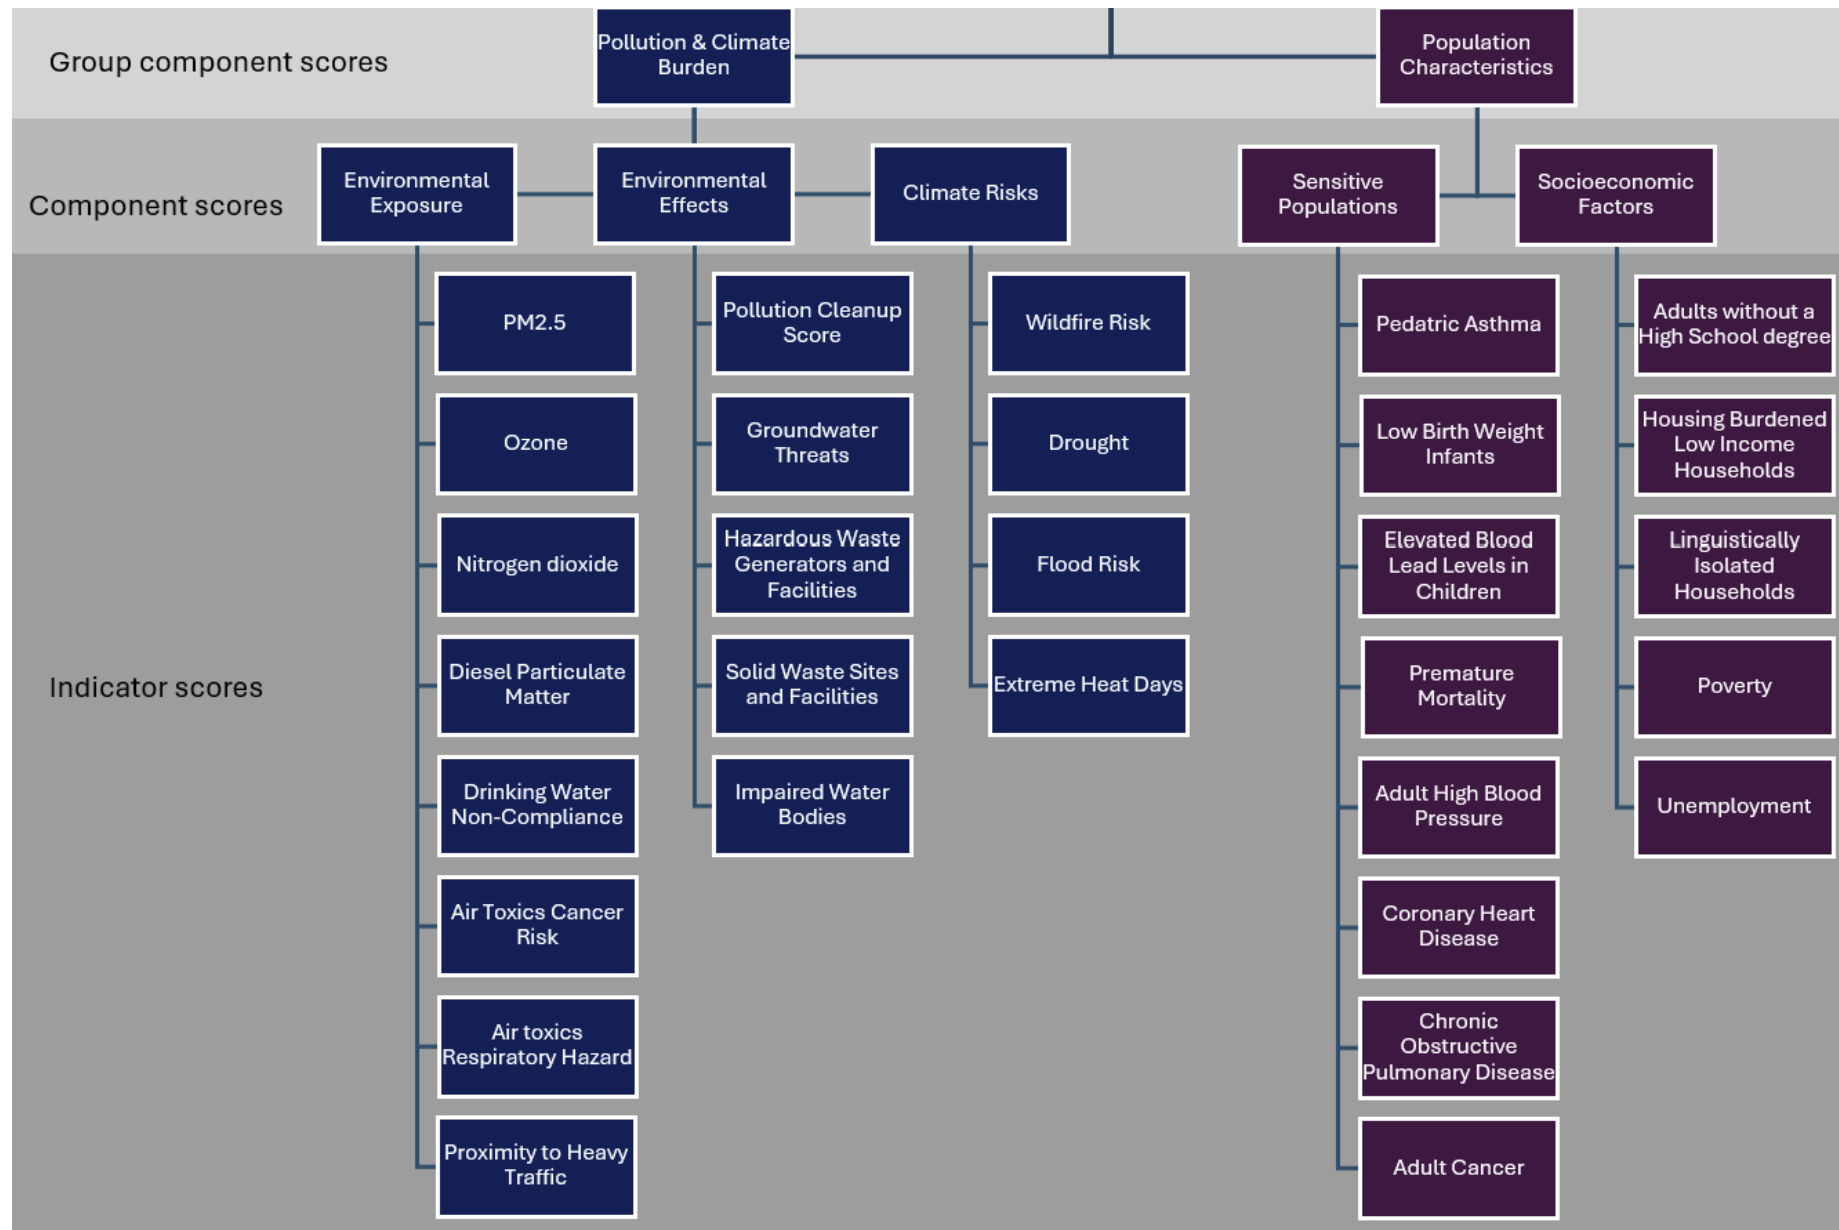 Group component scores
Pollution & Climate
Burden
Population
Characteristics
Component scores
Environmental
Exposure
Environmental
Effects
Climate Risks
Sensitive
Populations
Socioeconomic
Factors
Indicator scores
PM2.5
Ozone
Nitrogen dioxide
Diesel Particulate
Matter
Drinking Water
Non-Compliance
Air Toxics Cancer
Risk
Air toxics
Respiratory Hazard
Proximity to Heavy
Traffic
Pollution Cleanup
Score
Groundwater
Threats
Hazardous Waste
Generators and
Facilities
Solid Waste Sites
and Facilities
Impaired Water
Bodies
Wildfire Risk
Drought
Flood Risk
Extreme Heat Days
Pedatric Asthma
Low Birth Weight
Infants
Elevated Blood
Lead Levels in
Children
Premature
Mortality
Adult High Blood
Pressure
Coronary Heart
Disease
Chronic
Obstructive
Pulmonary Disease
Adult Cancer
Adults without a
High School degree
Housing Burdened
Low Income
Households
Linguistically
Isolated
Households
Poverty
Unemployment